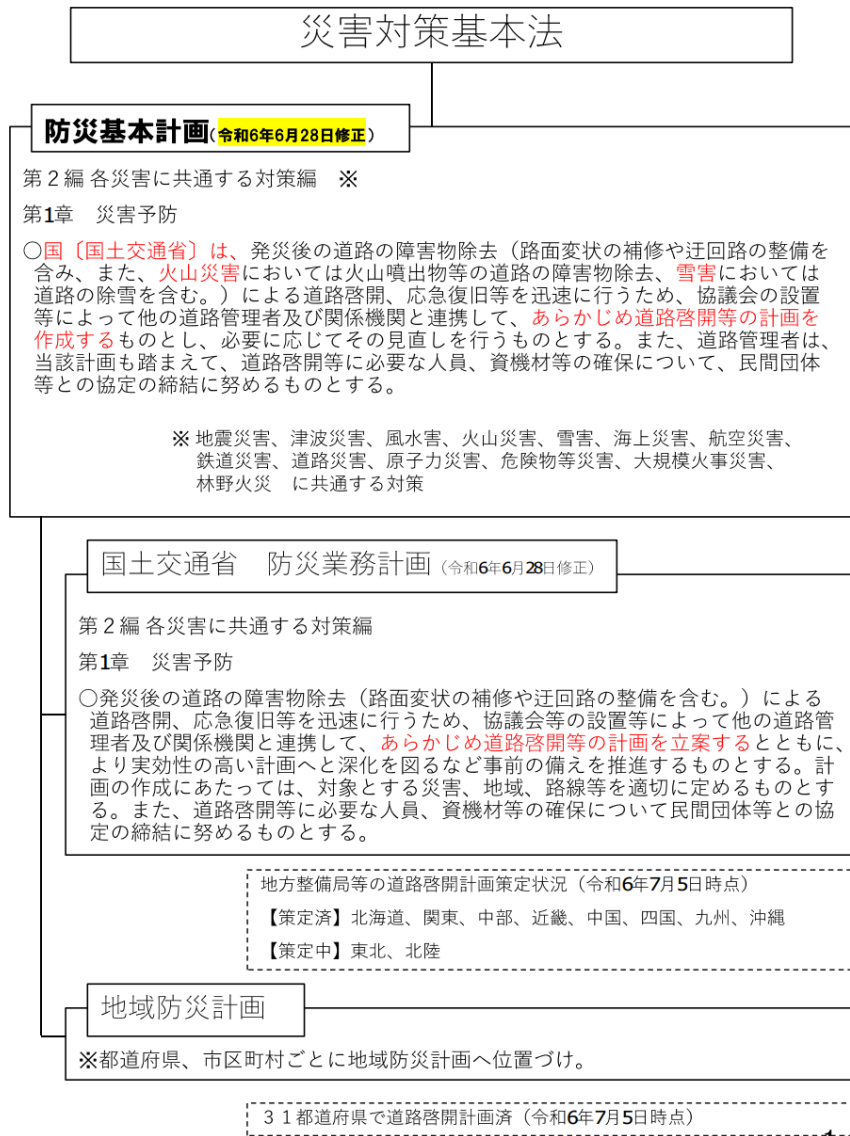 災害対策基本法
防災基本計画(令和6年6月28日修正)
第2編 各災害に共通する対策編 ※
第1章 災害予防
○国〔国土交通省〕は、発災後の道路の障害物除去(路面変状の補修や迂回路の整備を
含み、また、火山災害においては火山噴出物等の道路の障害物除去、雪害においては
道路の除雪を含む。)による道路啓開、応急復旧等を迅速に行うため、協議会の設置
等によって他の道路管理者及び関係機関と連携して、あらかじめ道路啓開等の計画を
作成するものとし、必要に応じてその見直しを行うものとする。また、道路管理者は、
当該計画も踏まえて、道路啓開等に必要な人員、資機材等の確保について、民間団体
等との協定の締結に努めるものとする。
※ 地震災害、津波災害、風水害、火山災害、雪害、海上災害、航空災害、
鉄道災害、道路災害、原子力災害、危険物等災害、大規模火事災害、
林野火災 に共通する対策
国土交通省 防災業務計画(令和6年6月28日修正)
第2編 各災害に共通する対策編
第1章 災害予防
○発災後の道路の障害物除去(路面変状の補修や迂回路の整備を含む。)による
道路啓開、応急復旧等を迅速に行うため、協議会等の設置等によって他の道路管
理者及び関係機関と連携して、あらかじめ道路啓開等の計画を立案するとともに、
より実効性の高い計画へと深化を図るなど事前の備えを推進するものとする。計
画の作成にあたっては、対象とする災害、地域、路線等を適切に定めるものとす
る。また、道路啓開等に必要な人員、資機材等の確保について民間団体等との協
定の締結に努めるものとする。
地方整備局等の道路啓開計画策定状況(令和6年7月5日時点)
【策定済】北海道、関東、中部、近畿、中国、四国、九州、沖縄
【策定中】東北、北陸
地域防災計画
※都道府県、市区町村ごとに地域防災計画へ位置づけ。
31都道府県で道路啓開計画済(令和6年7月5日時点)